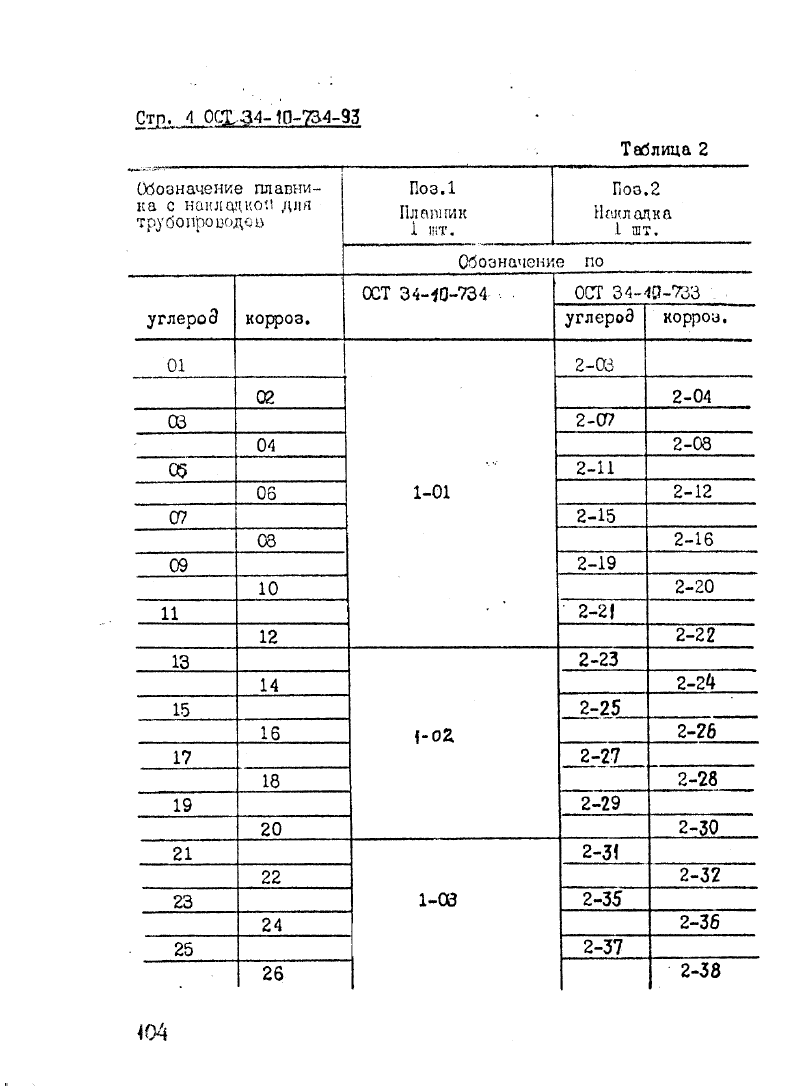 Стр. 4 ОСТ 34-10-734-93
Таблица 2
Обозначение плавни-
ка с накладкой для
трубопроводов
Поз.1
Плавник
1 шт.
Поз.2
Накладка
1 шт.
Обозначение по
углерод корроз. ОСТ 34-10-734 ОСТ 34-10-733
углерод корроз.
01 2-03
02 2-04
03 2-07
04 2-08
05 2-11
06 1-01 2-12
07 2-15
08 2-16
09 2-19
10 2-20
11 2-21
12 2-22
13 2-23
14 2-24
15 2-25
16 1-02 2-26
17 2-27
18 2-28
19 2-29
20 2-30
21 2-31
22 2-32
23 1-03 2-35
24 2-36
25 2-37
26 2-38
104